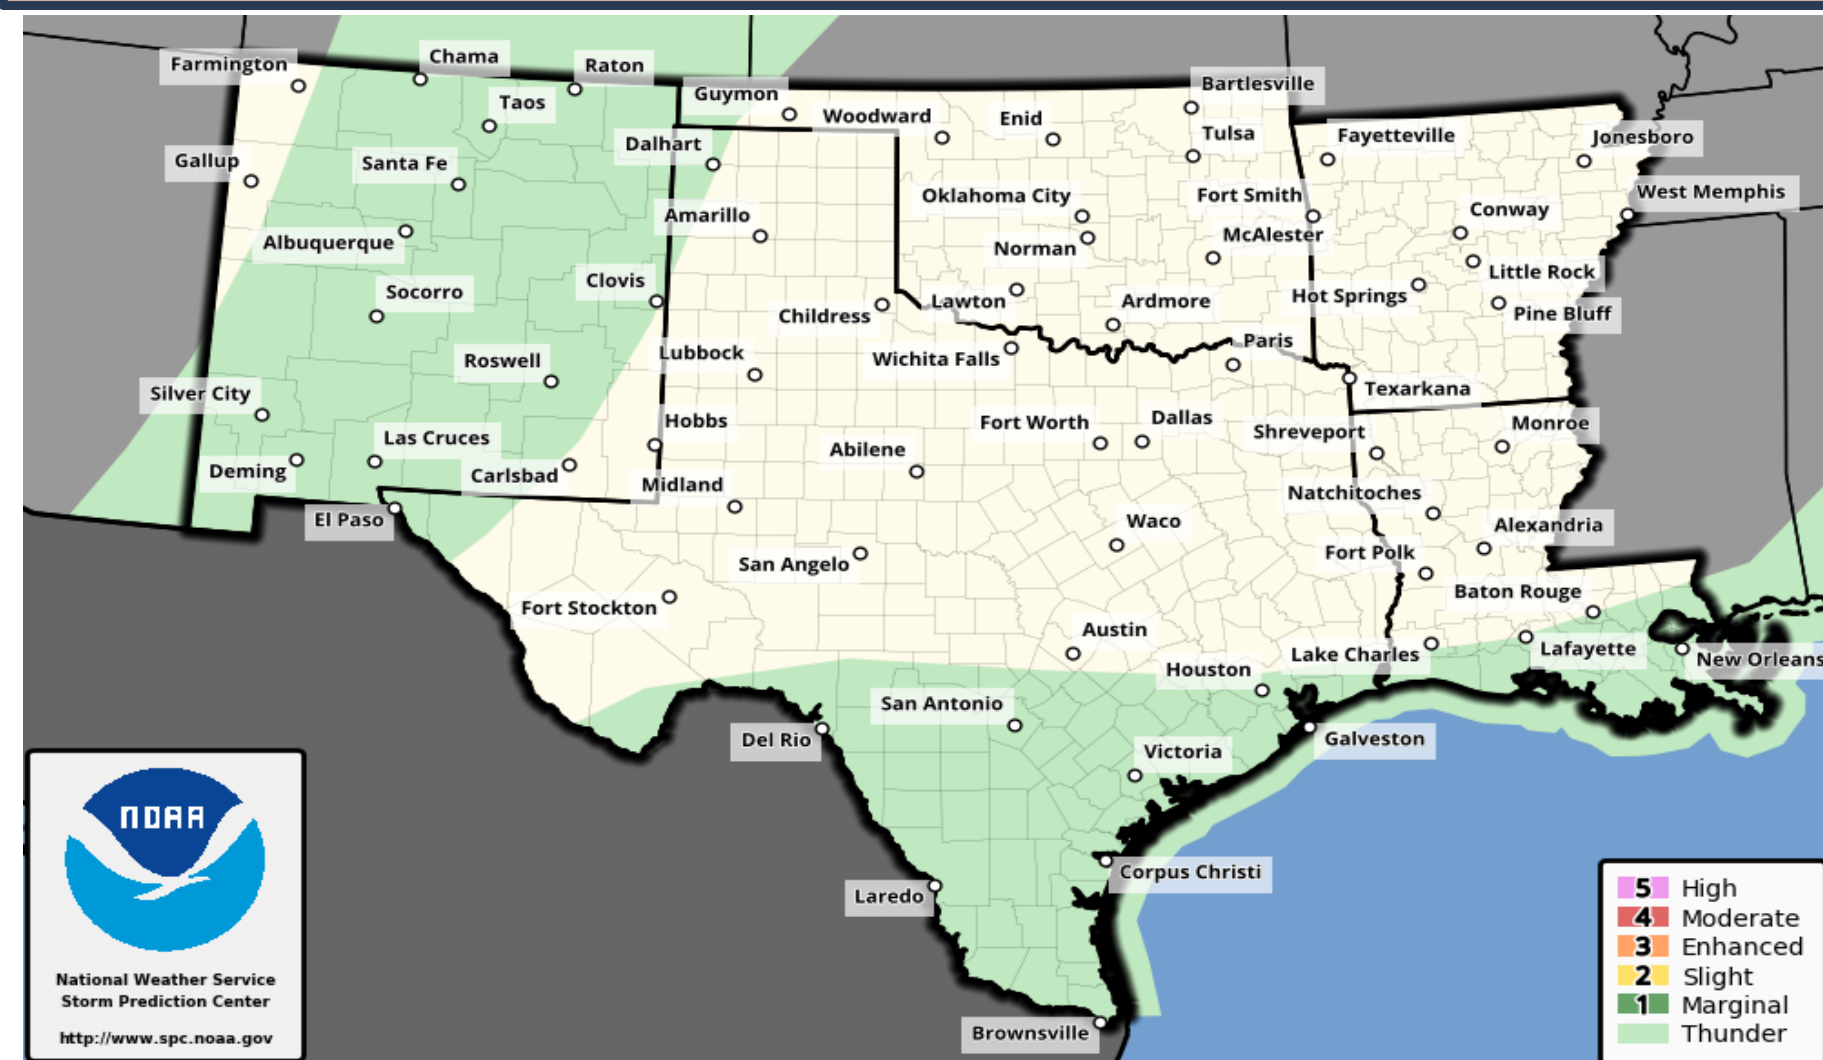 Farmington
Chama
Raton
Guymon
Bartlesville
Taos
Woodward
Enid
Dalhart
Tulsa
Fayetteville
Jonesboro
Gallup
Santa Fe
Oklahoma City
Fort Smith
West Memphis
Amarillo
Conway
Albuquerque
Norman
McAlester
Little Rock
Socorro
Clovis
Childress
Lawton
Ardmore
Hot Springs
Pine Bluff
Roswell
Lubbock
Wichita Falls
Paris
Silver City
Texarkana
Hobbs
Fort Worth
Dallas
Shreveport
Monroe
Las Cruces
Abilene
Deming
Carlsbad
Midland
Natchitoches
El Paso
Waco
Alexandria
San Angelo
Fort Polk
Fort Stockton
Baton Rouge
Austin
Lake Charles
Lafayette
New Orleans
Houston
San Antonio
Del Rio
Victoria
Galveston
Corpus Christi
Laredo
Brownsville
NOAA
National Weather Service
Storm Prediction Center
http://www.spc.noaa.gov
5 High
4 Moderate
3 Enhanced
2 Slight
1 Marginal
Thunder